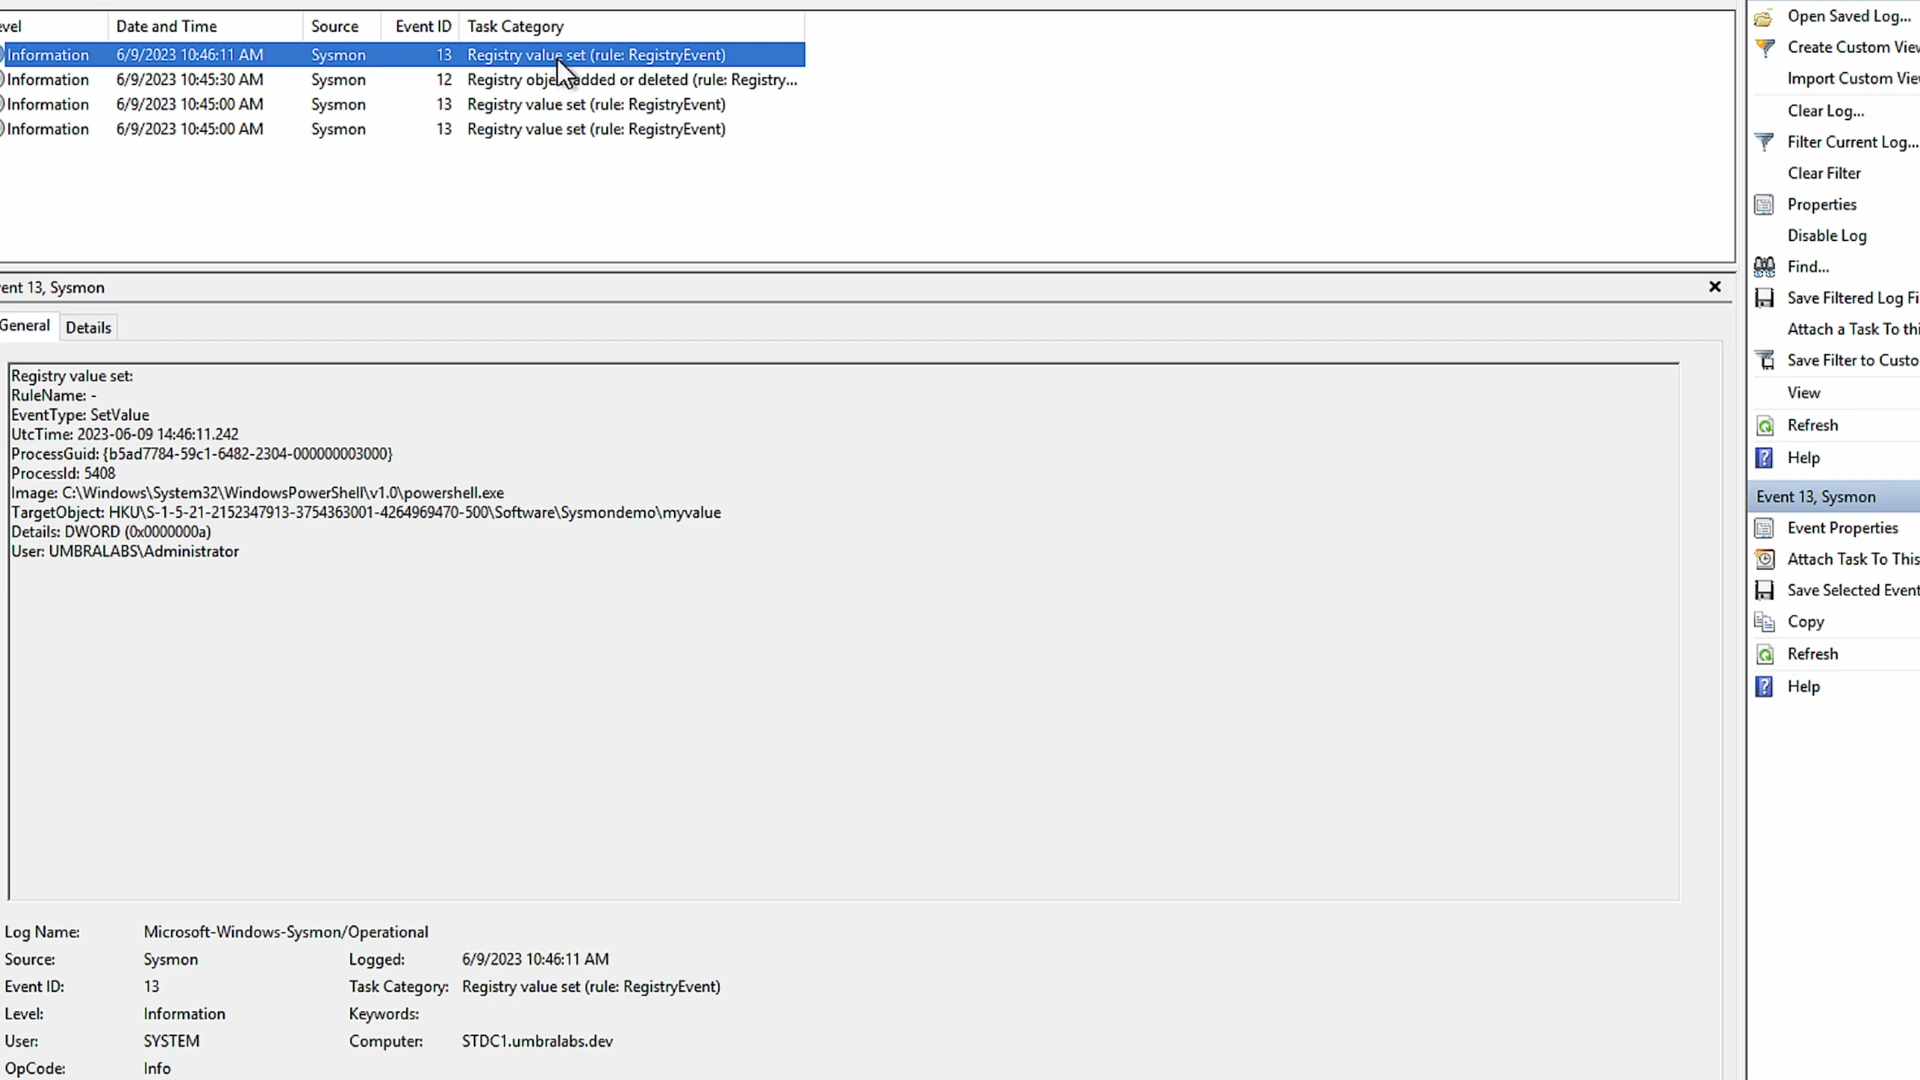 evel Date and Time Source Event ID Task Category
Information 6/9/2023 10:46:11 AM Sysmon 13 Registry value set (rule: RegistryEvent)
Information 6/9/2023 10:45:30 AM Sysmon 12 Registry obje added or deleted (rule: Registry...
Information 6/9/2023 10:45:00 AM Sysmon 13 Registry value set (rule: RegistryEvent)
Information 6/9/2023 10:45:00 AM Sysmon 13 Registry value set (rule: RegistryEvent)
ent 13, Sysmon
General Details
Registry value set:
RuleName: -
EventType: SetValue
UtcTime: 2023-06-09 14:46:11.242
ProcessGuid: {b5ad7784-59c1-6482-2304-000000003000}
ProcessId: 5408
Image: C:\Windows\System32\WindowsPowerShell\v1.0\powershell.exe
TargetObject: HKU\S-1-5-21-2152347913-3754363001-4264969470-500\Software\Sysmondemo\myvalue
Details: DWORD (0x0000000a)
User: UMBRALABS\Administrator
Log Name: Microsoft-Windows-Sysmon/Operational
Source: Sysmon Logged: 6/9/2023 10:46:11 AM
Event ID: 13 Task Category: Registry value set (rule: RegistryEvent)
Level: Information Keywords:
User: SYSTEM Computer: STDC1.umbralabs.dev
OpCode: Info
Open Saved Log...
Create Custom View
Import Custom Vie
Clear Log...
Filter Current Log...
Clear Filter
Properties
Disable Log
Find...
Save Filtered Log Fi
Attach a Task To thi
Save Filter to Custo
View
Refresh
Help
Event 13, Sysmon
Event Properties
Attach Task To This
Save Selected Event
Copy
Refresh
Help